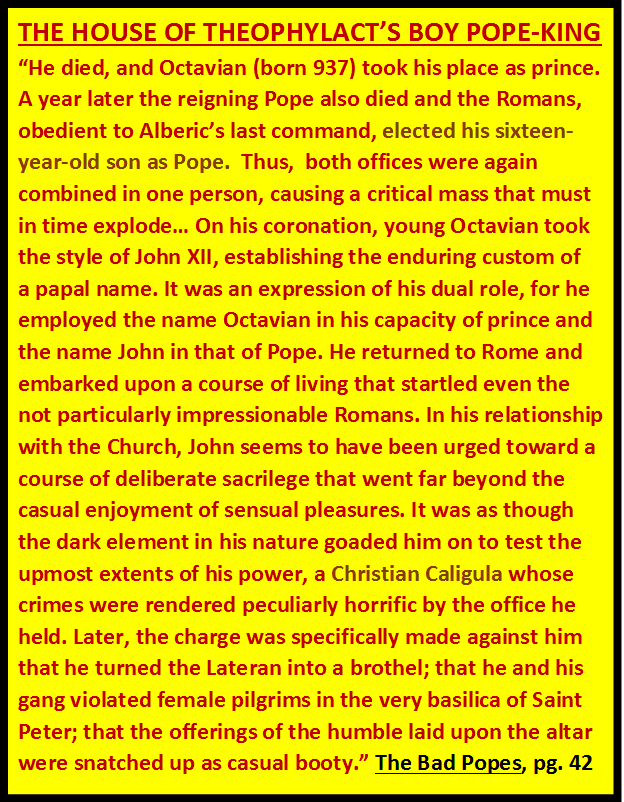 THE HOUSE OF THEOPHYLACT’S BOY POPE-KING
“He died, and Octavian (born 937) took his place as prince.
A year later the reigning Pope also died and the Romans,
obedient to Alberic’s last command, elected his sixteen-
year-old son as Pope.  Thus,  both offices were again
combined in one person, causing a critical mass that must
in time explode… On his coronation, young Octavian took
the style of John XII, establishing the enduring custom of
a papal name. It was an expression of his dual role, for he
employed the name Octavian in his capacity of prince and
the name John in that of Pope. He returned to Rome and
embarked upon a course of living that startled even the
not particularly impressionable Romans. In his relationship
with the Church, John seems to have been urged toward a
course of deliberate sacrilege that went far beyond the
casual enjoyment of sensual pleasures. It was as though
the dark element in his nature goaded him on to test the
upmost extents of his power, a Christian Caligula whose
crimes were rendered peculiarly horrific by the office he
held. Later, the charge was specifically made against him
that he turned the Lateran into a brothel; that he and his
gang violated female pilgrims in the very basilica of Saint
Peter; that the offerings of the humble laid upon the altar
were snatched up as casual booty.” The Bad Popes, pg. 42